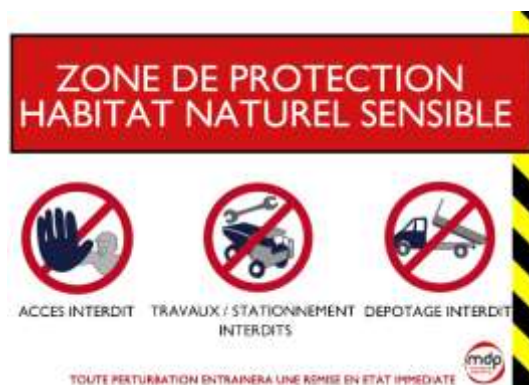 ZONE DE PROTECTION
HABITAT NATUREL SENSIBLE
ACCES INTERDIT
TRAVAUX / STATIONNEMENT
INTERDITS
DEPOTAGE INTERDIT
mdp
TOUTE PERTURBATION ENTRAINERA UNE REMISE EN ETAT IMMEDIATE